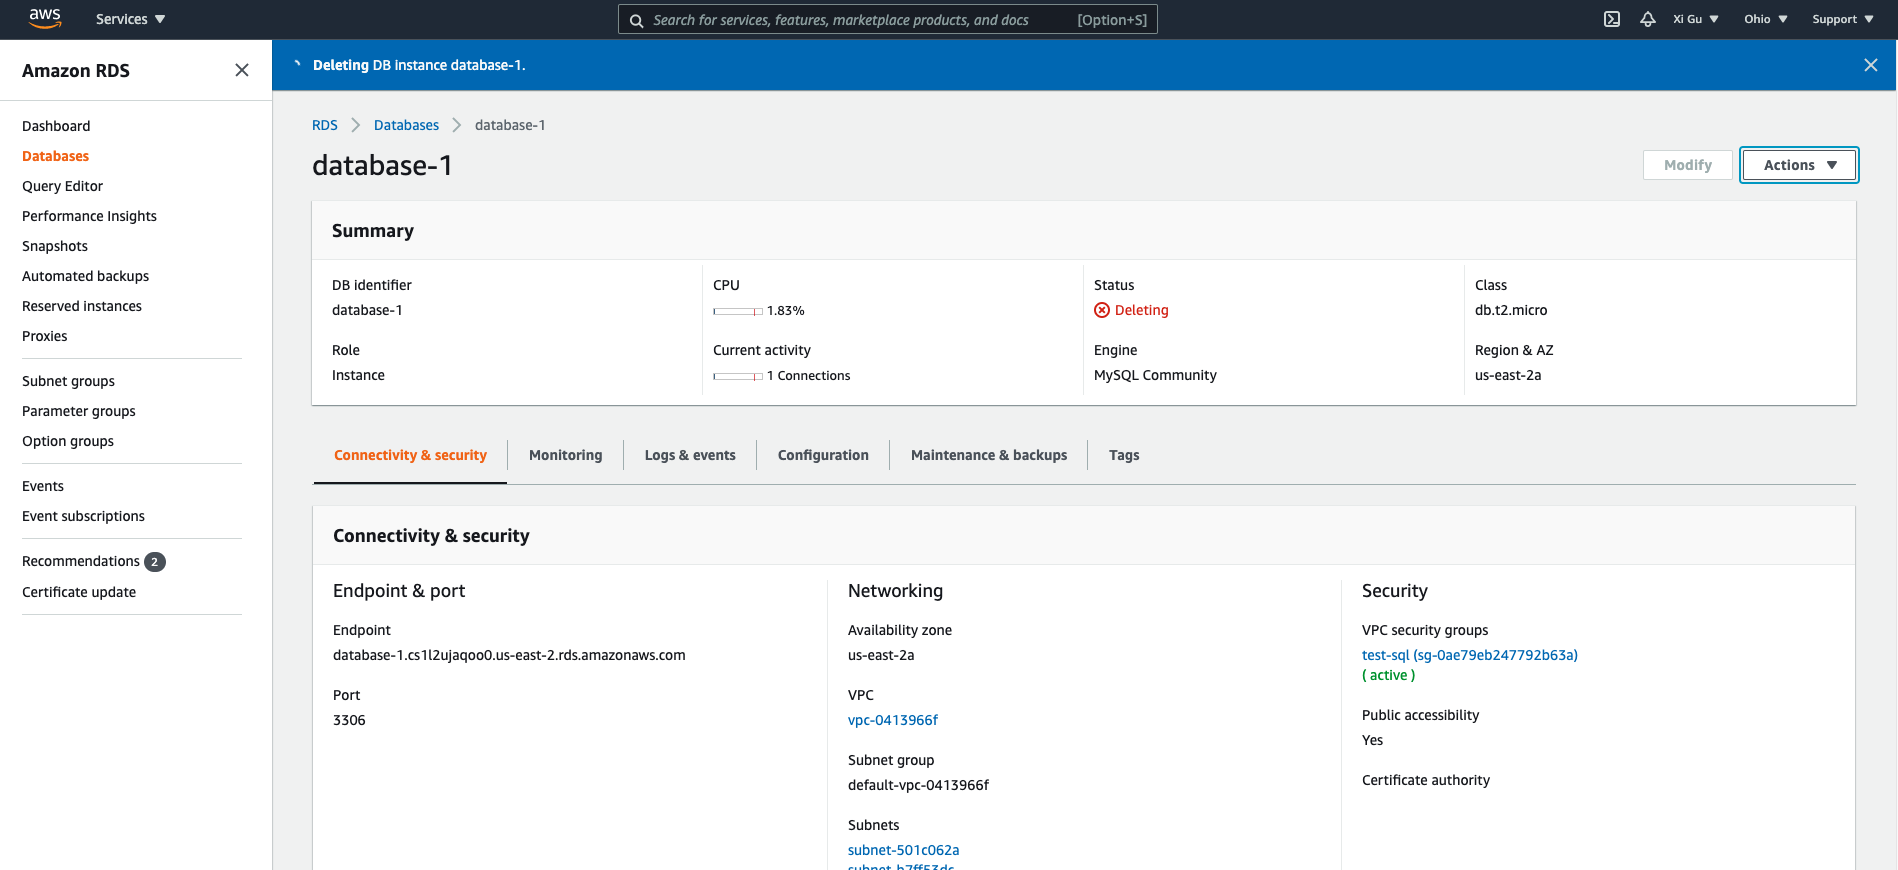 aws
Services
Search for services, features, marketplace products, and docs [Option+S]
Xi Gu
Ohio
Support
Amazon RDS
Dashboard
Databases
Query Editor
Performance Insights
Snapshots
Automated backups
Reserved instances
Proxies
Subnet groups
Parameter groups
Option groups
Events
Event subscriptions
Recommendations 2
Certificate update
Deleting DB instance database-1.
RDS > Databases > database-1
database-1
Modify
Actions
Summary
DB identifier
database-1
Role
Instance
CPU
1.83%
Current activity
1 Connections
Status
Deleting
Engine
MySQL Community
Class
db.t2.micro
Region & AZ
us-east-2a
Connectivity & security
Monitoring
Logs & events
Configuration
Maintenance & backups
Tags
Connectivity & security
Endpoint & port
Endpoint
database-1.cs1l2ujaqoo0.us-east-2.rds.amazonaws.com
Port
3306
Networking
Availability zone
us-east-2a
VPC
vpc-0413966f
Subnet group
default-vpc-0413966f
Subnets
subnet-501c062a
Security
VPC security groups
test-sql (sg-0ae79eb247792b63a)
( active )
Public accessibility
Yes
Certificate authority